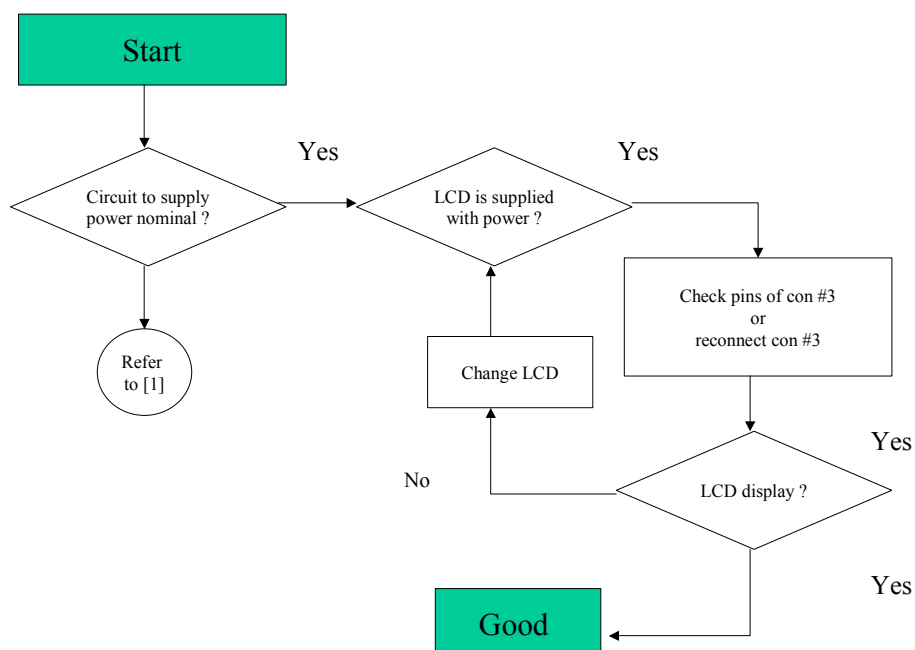 Start
Yes
Yes
Circuit to supply
power nominal ?
LCD is supplied
with power ?
Check pins of con #3
or
reconnect con #3
Refer
to [1]
Change LCD
Yes
No
LCD display ?
Yes
Good